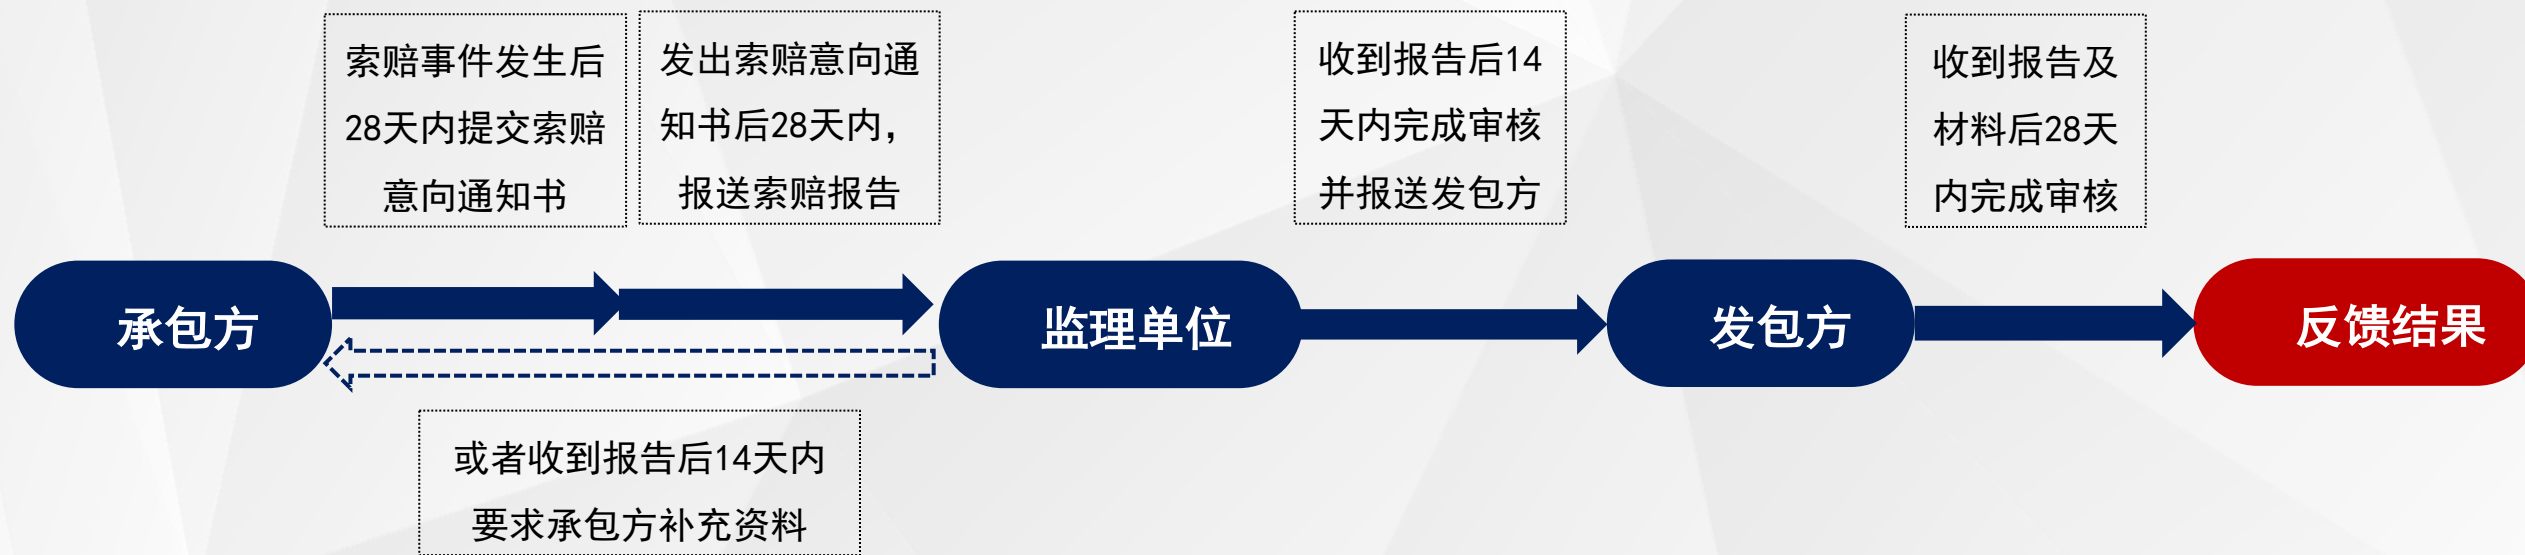 索赔事件发生后
28天内提交索赔
意向通知书
发出索赔意向通
知书后28天内，
报送索赔报告
收到报告后14
天内完成审核
并报送发包方
收到报告及
材料后28天
内完成审核
承包方
监理单位
发包方
反馈结果
或者收到报告后14天内
要求承包方补充资料